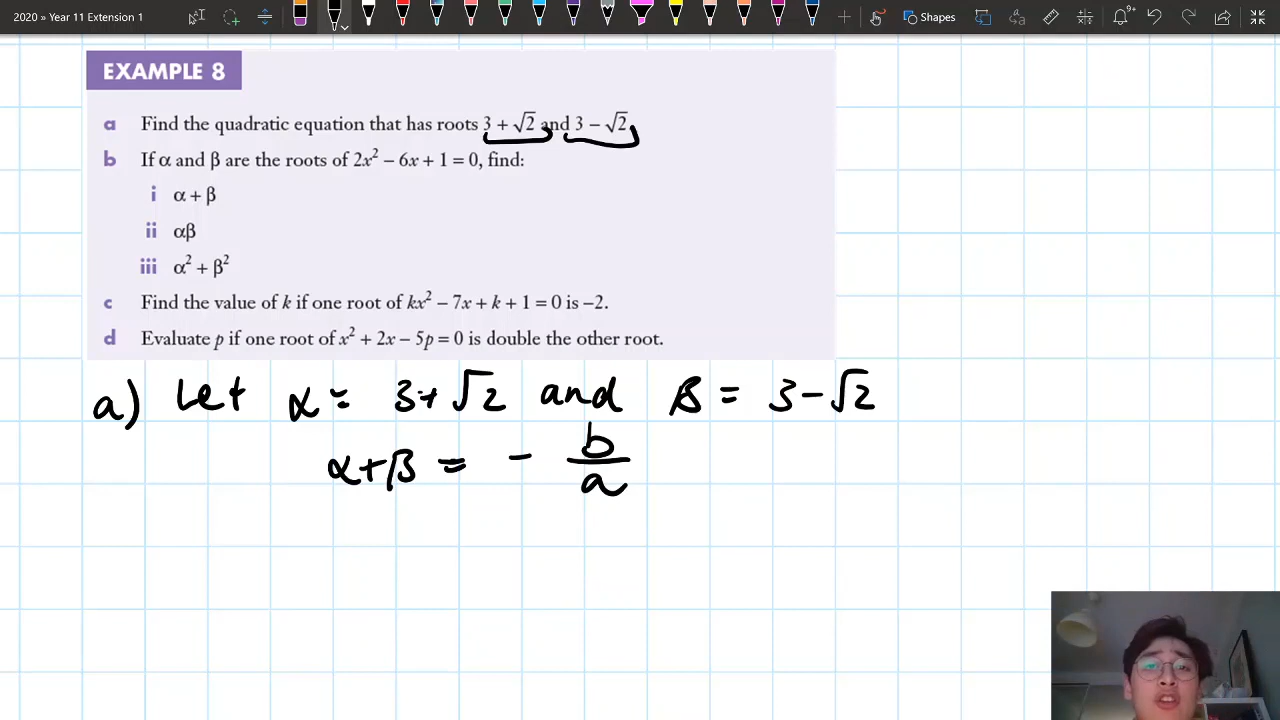 2020 » Year 11 Extension 1
Shapes
9+
EXAMPLE 8
a Find the quadratic equation that has roots 3 + √2 and 3 − √2.
b If α and β are the roots of 2x² − 6x + 1 = 0, find:
i α + β
ii αβ
iii α² + β²
c Find the value of k if one root of kx² − 7x + k + 1 = 0 is −2.
d Evaluate p if one root of x² + 2x − 5p = 0 is double the other root.
a) Let α = 3+√2 and β = 3−√2
α+β = − b/a